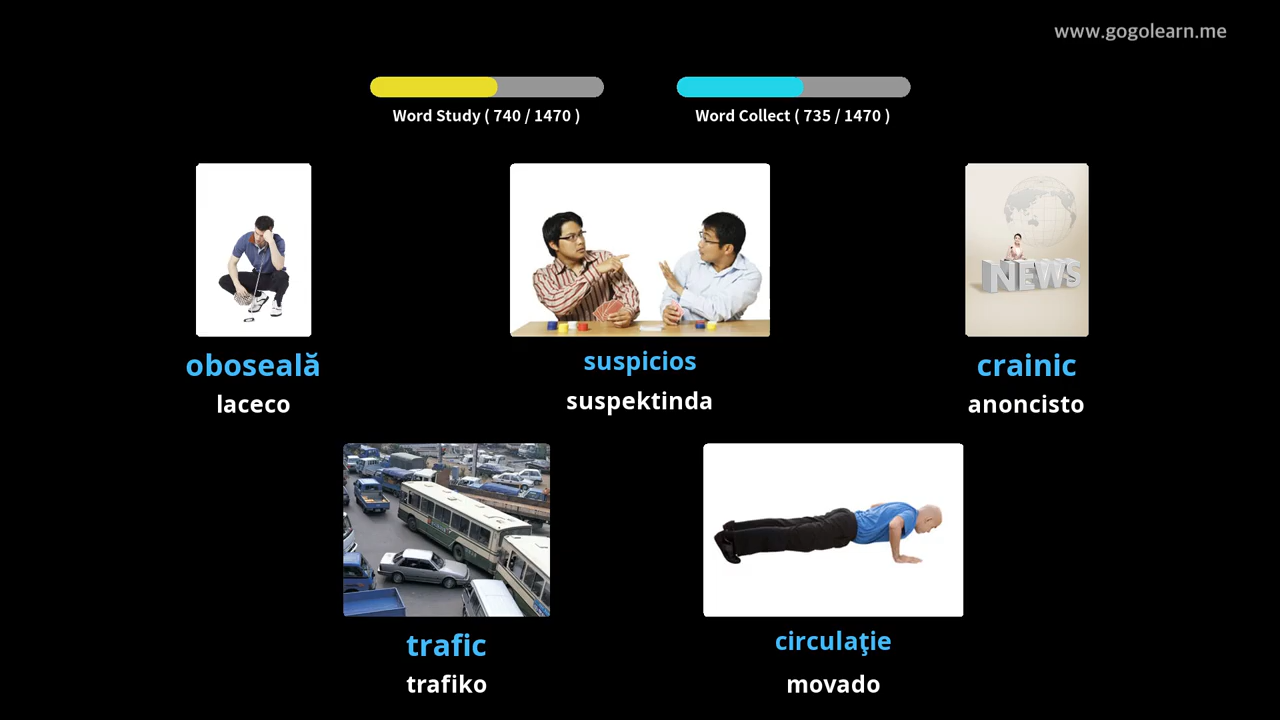 www.gogolearn.me
Word Study ( 740 / 1470 )
Word Collect ( 735 / 1470 )
NEWS
oboseală
suspicios
crainic
laceco
suspektinda
anoncisto
trafic
circulaţie
trafiko
movado